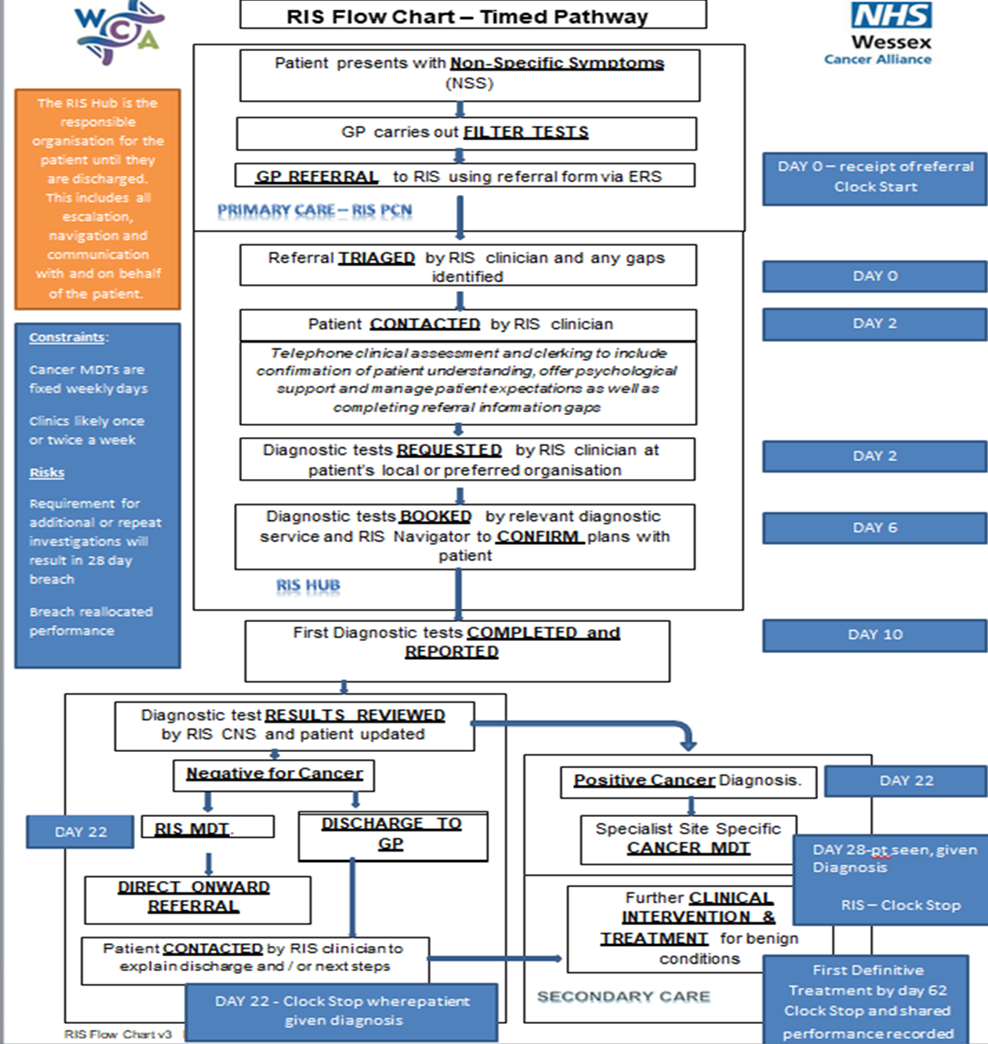 WCA
RIS Flow Chart – Timed Pathway
NHS
Wessex
Cancer Alliance
The RIS Hub is the
responsible
organisation for the
patient until they
are discharged.
This includes all
escalation,
navigation and
communication
with and on behalf
of the patient.
Constraints:
Cancer MDTs are
fixed weekly days
Clinics likely once
or twice a week
Risks
Requirement for
additional or repeat
investigations will
result in 28 day
breach
Breach reallocated
performance
Patient presents with Non-Specific Symptoms
(NSS)
GP carries out FILTER TESTS
GP REFERRAL to RIS using referral form via ERS
PRIMARY CARE – RIS PCN
DAY 0 – receipt of referral
Clock Start
Referral TRIAGED by RIS clinician and any gaps
identified
DAY 0
Patient CONTACTED by RIS clinician
DAY 2
Telephone clinical assessment and clerking to include
confirmation of patient understanding, offer psychological
support and manage patient expectations as well as
completing referral information gaps
Diagnostic tests REQUESTED by RIS clinician at
patient's local or preferred organisation
DAY 2
Diagnostic tests BOOKED by relevant diagnostic
service and RIS Navigator to CONFIRM plans with
patient
DAY 6
RIS HUB
First Diagnostic tests COMPLETED and
REPORTED
DAY 10
Diagnostic test RESULTS REVIEWED
by RIS CNS and patient updated
Negative for Cancer
DAY 22
RIS MDT.
DISCHARGE TO
GP
DIRECT ONWARD
REFERRAL
Patient CONTACTED by RIS clinician to
explain discharge and / or next steps
DAY 22 - Clock Stop where patient
given diagnosis
RIS Flow Chart v3
Positive Cancer Diagnosis.
DAY 22
Specialist Site Specific
CANCER MDT
DAY 28-pt seen, given
Diagnosis
RIS – Clock Stop
Further CLINICAL
INTERVENTION &
TREATMENT for benign
conditions
SECONDARY CARE
First Definitive
Treatment by day 62
Clock Stop and shared
performance recorded